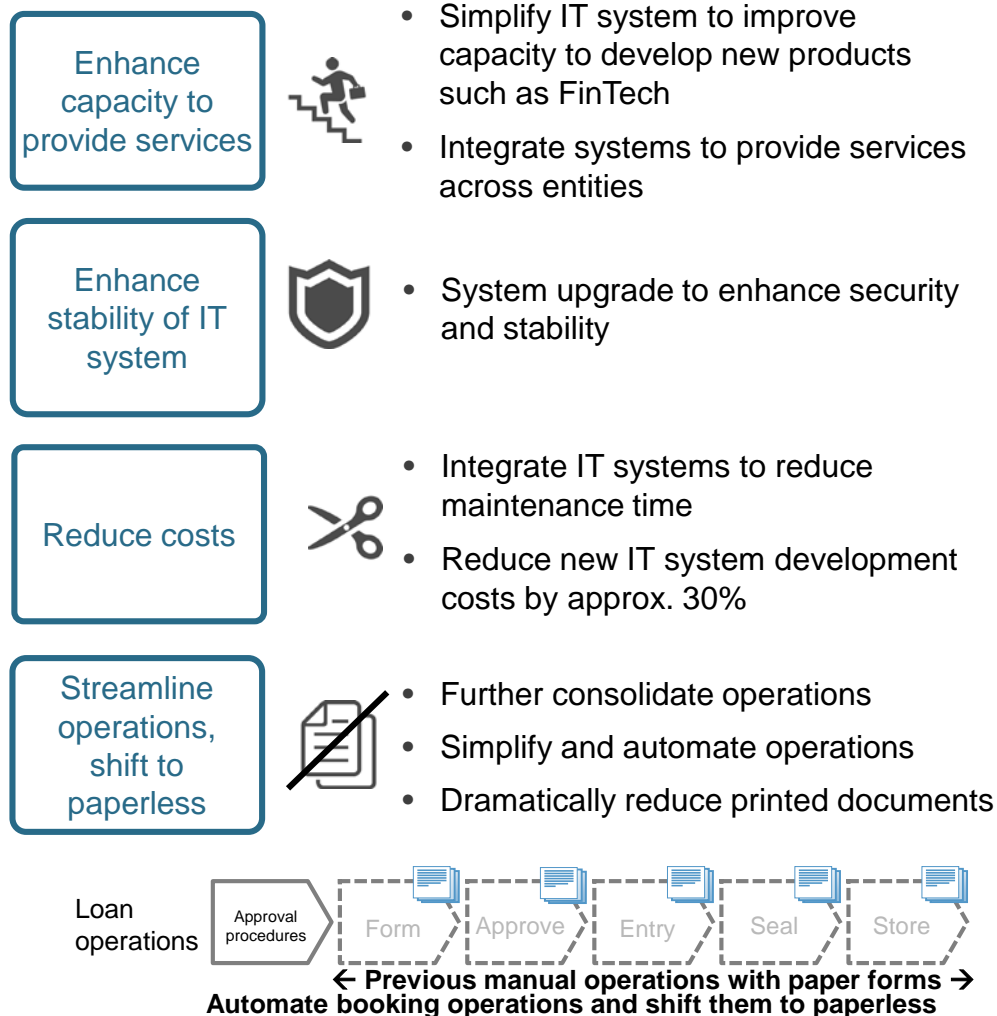 Enhance
capacity to
provide services
• Simplify IT system to improve
capacity to develop new products
such as FinTech
• Integrate systems to provide services
across entities
Enhance
stability of IT
system
• System upgrade to enhance security
and stability
Reduce costs
• Integrate IT systems to reduce
maintenance time
• Reduce new IT system development
costs by approx. 30%
Streamline
operations,
shift to
paperless
• Further consolidate operations
• Simplify and automate operations
• Dramatically reduce printed documents
Loan
operations
Approval
procedures
Form
Approve
Entry
Seal
Store
← Previous manual operations with paper forms →
Automate booking operations and shift them to paperless